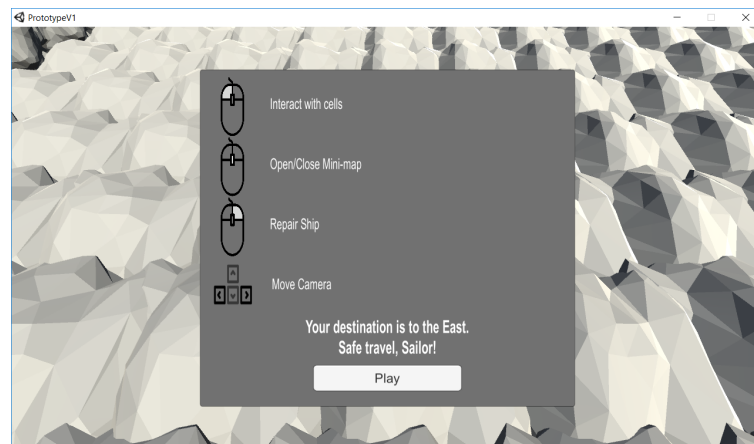 PrototypeV1
Interact with cells
Open/Close Mini-map
Repair Ship
Move Camera
Your destination is to the East.
Safe travel, Sailor!
Play